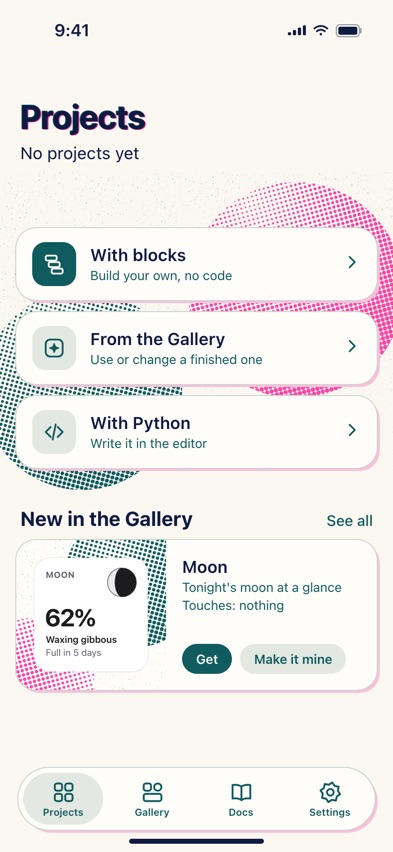 9:41
Projects
No projects yet
With blocks
Build your own, no code
From the Gallery
Use or change a finished one
With Python
Write it in the editor
New in the Gallery
See all
MOON
62%
Waxing gibbous
Full in 5 days
Moon
Tonight's moon at a glance
Touches: nothing
Get
Make it mine
Projects
Gallery
Docs
Settings